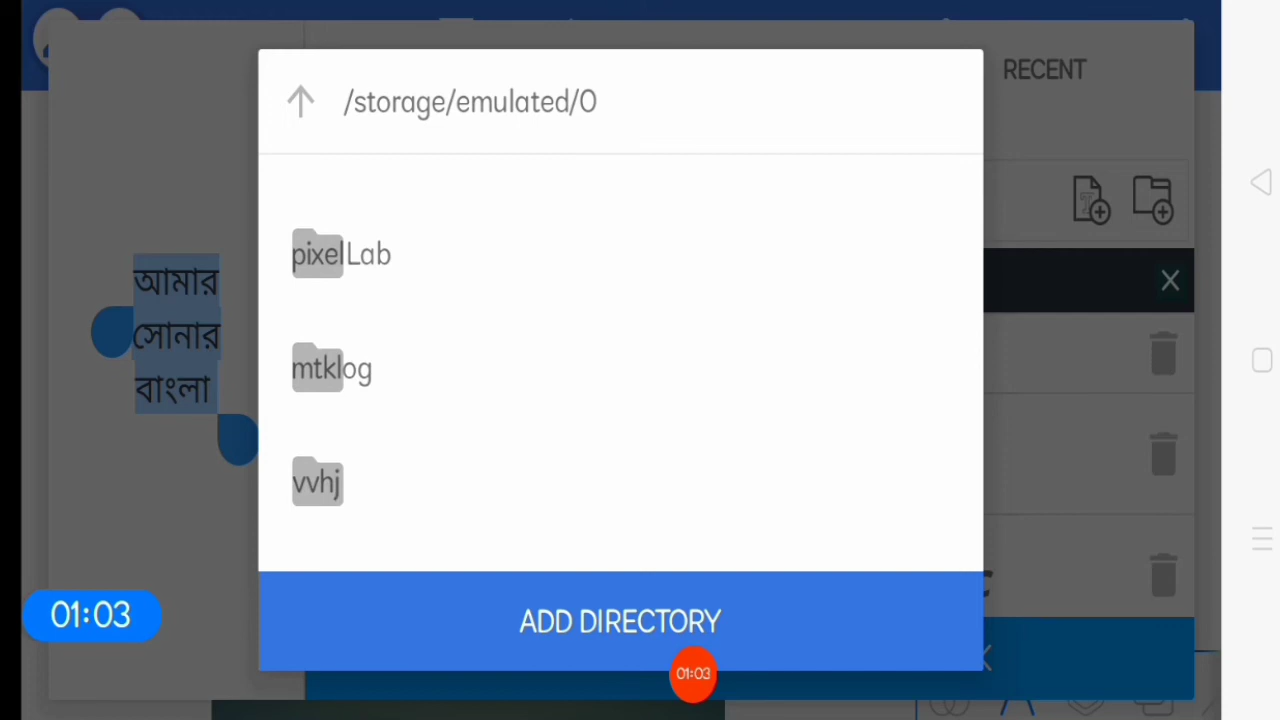 RECENT
/storage/emulated/0
pixelLab
আমার
সোনার
বাংলা
mtklog
vvhj
01:03
ADD DIRECTORY
01:03